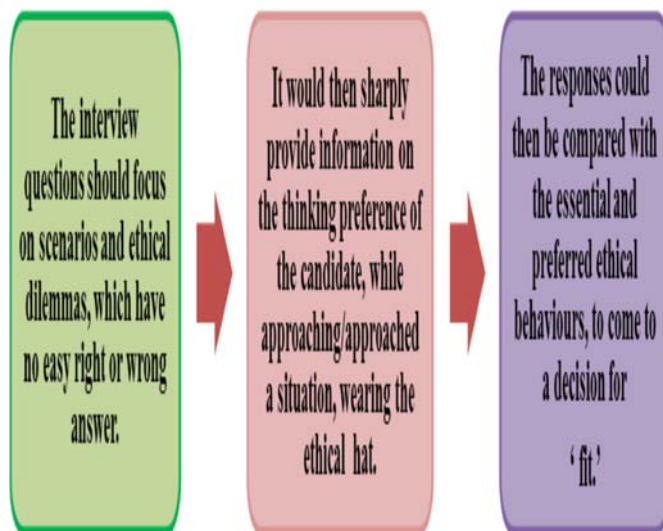 The interview
questions should focus
on scenarios and ethical
dilemmas, which have
no easy right or wrong
answer.
It would then sharply
provide information on
the thinking preference of
the candidate, while
approaching/approached
a situation, wearing the
ethical hat.
The responses could
then be compared with
the essential and
preferred ethical
behaviours, to come to
a decision for
‘ fit.’